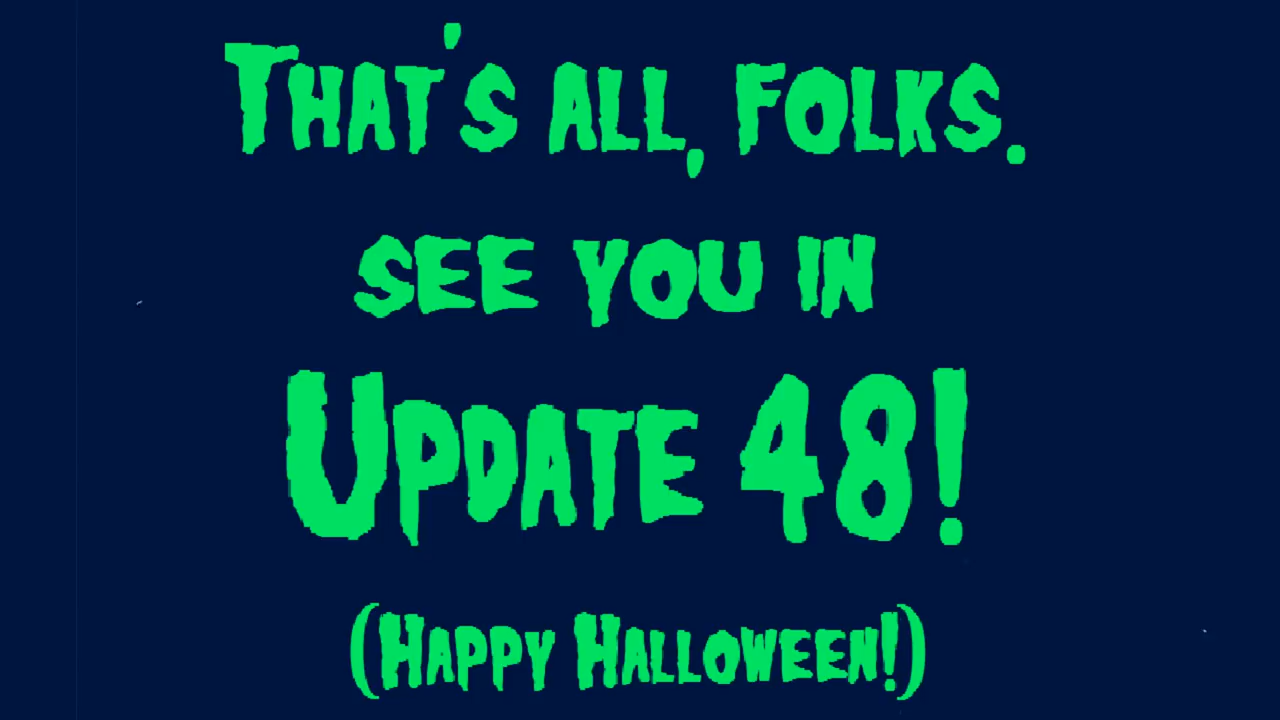 That's all, folks.
see you in
Update 48!
(Happy Halloween!)